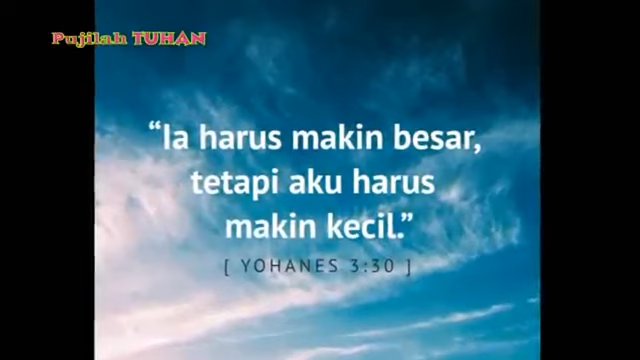 Pujilah TUHAN
“Ia harus makin besar,
tetapi aku harus
makin kecil.”
[ YOHANES 3:30 ]